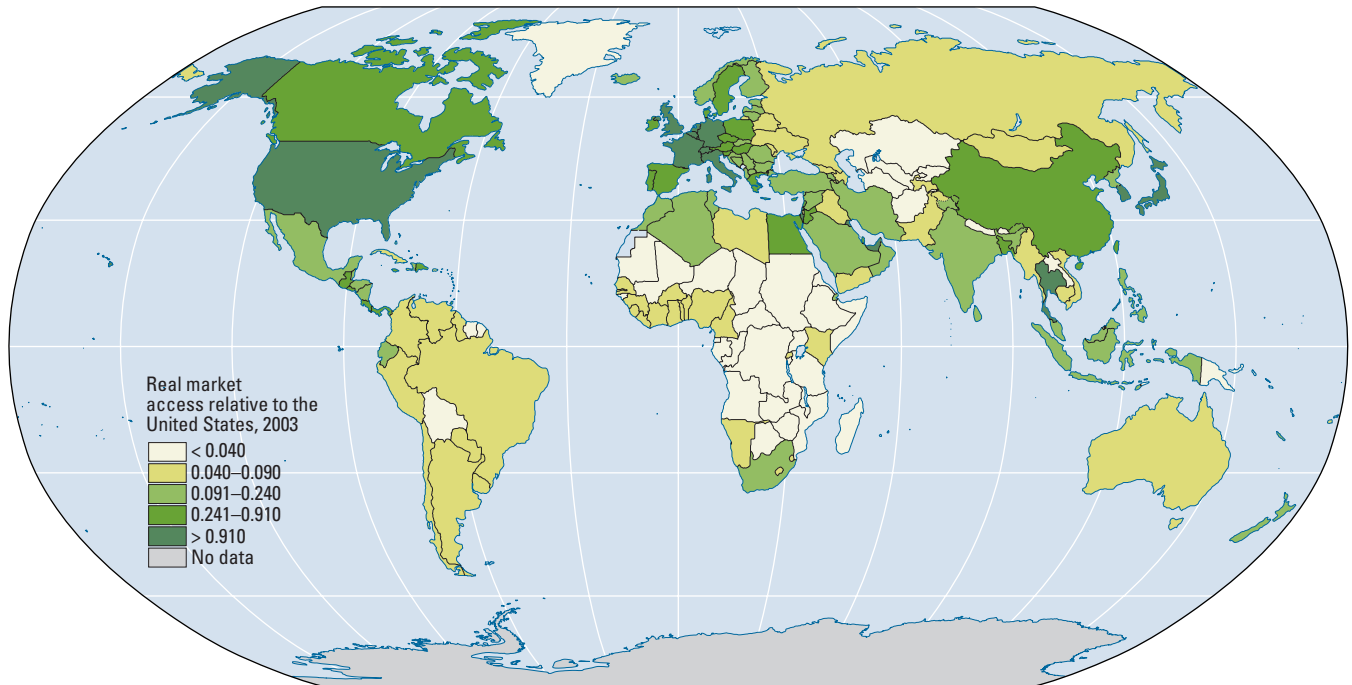 Real market
access relative to the
United States, 2003
< 0.040
0.040–0.090
0.091–0.240
0.241–0.910
> 0.910
No data